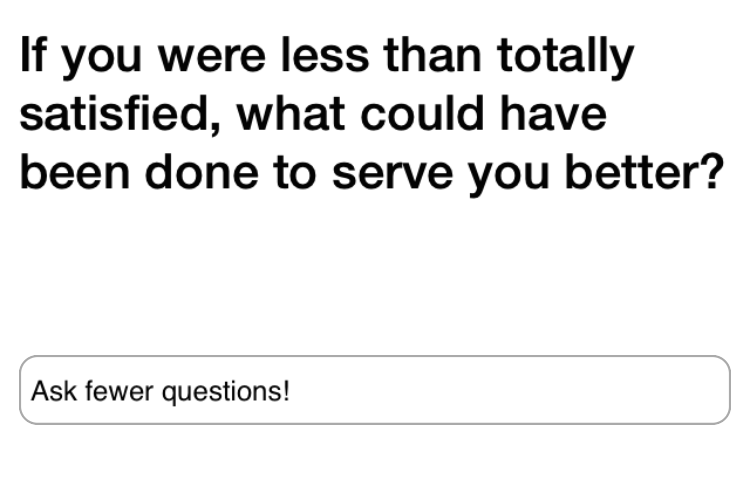 If you were less than totally
satisfied, what could have
been done to serve you better?
Ask fewer questions!